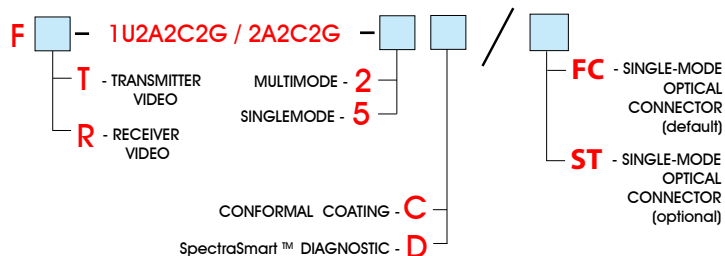 F - 1U2A2C2G / 2A2C2G - /
T - TRANSMITTER
VIDEO
R - RECEIVER
VIDEO
MULTIMODE - 2
SINGLEMODE - 5
CONFORMAL COATING - C
SpectraSmart ™ DIAGNOSTIC - D
FC - SINGLE-MODE
OPTICAL
CONNECTOR
(default)
ST - SINGLE-MODE
OPTICAL
CONNECTOR
(optional)